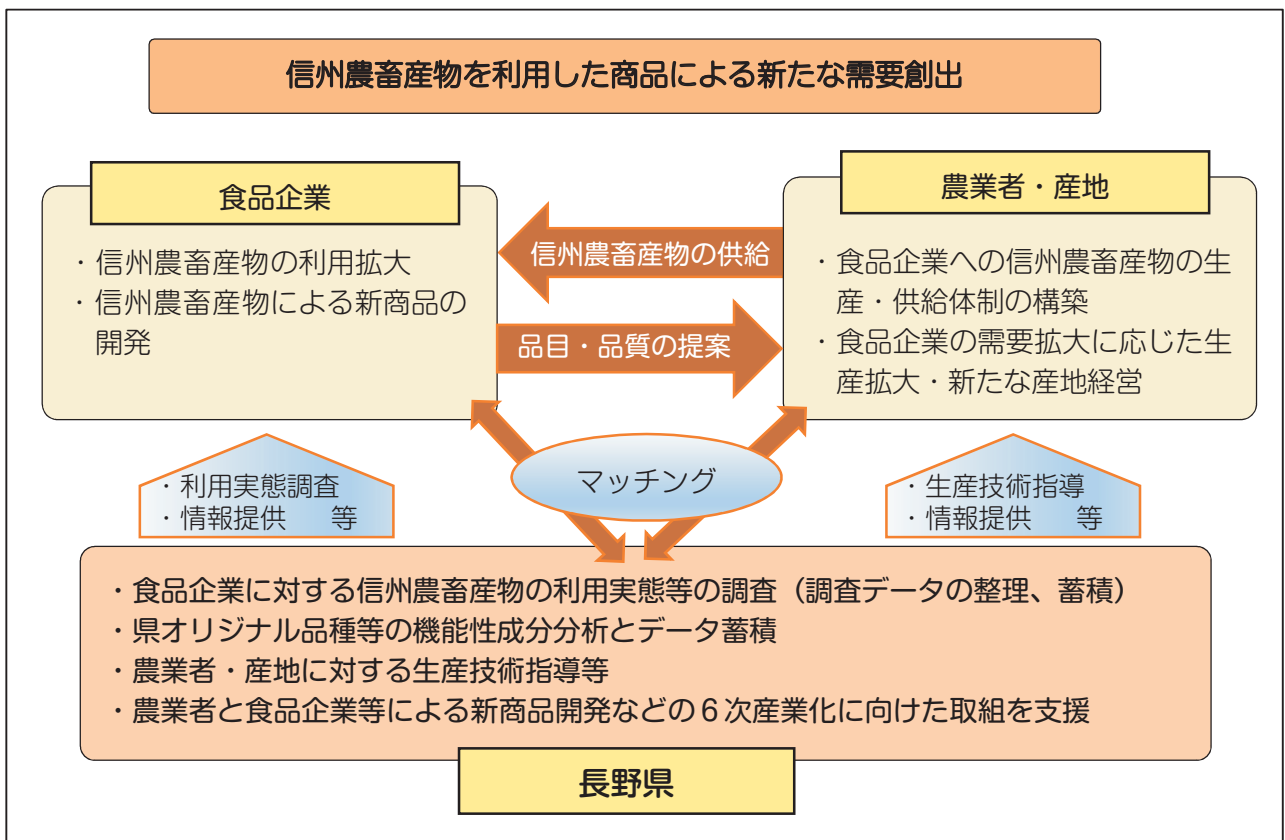 信州農畜産物を利用した商品による新たな需要創出
食品企業
・信州農畜産物の利用拡大
・信州農畜産物による新商品の
開発
信州農畜産物の供給
品目・品質の提案
農業者・産地
・食品企業への信州農畜産物の生
産・供給体制の構築
・食品企業の需要拡大に応じた生
産拡大・新たな産地経営
マッチング
・利用実態調査
・情報提供　等
・生産技術指導
・情報提供　等
・食品企業に対する信州農畜産物の利用実態等の調査（調査データの整理、蓄積）
・県オリジナル品種等の機能性成分分析とデータ蓄積
・農業者・産地に対する生産技術指導等
・農業者と食品企業等による新商品開発などの６次産業化に向けた取組を支援
長野県